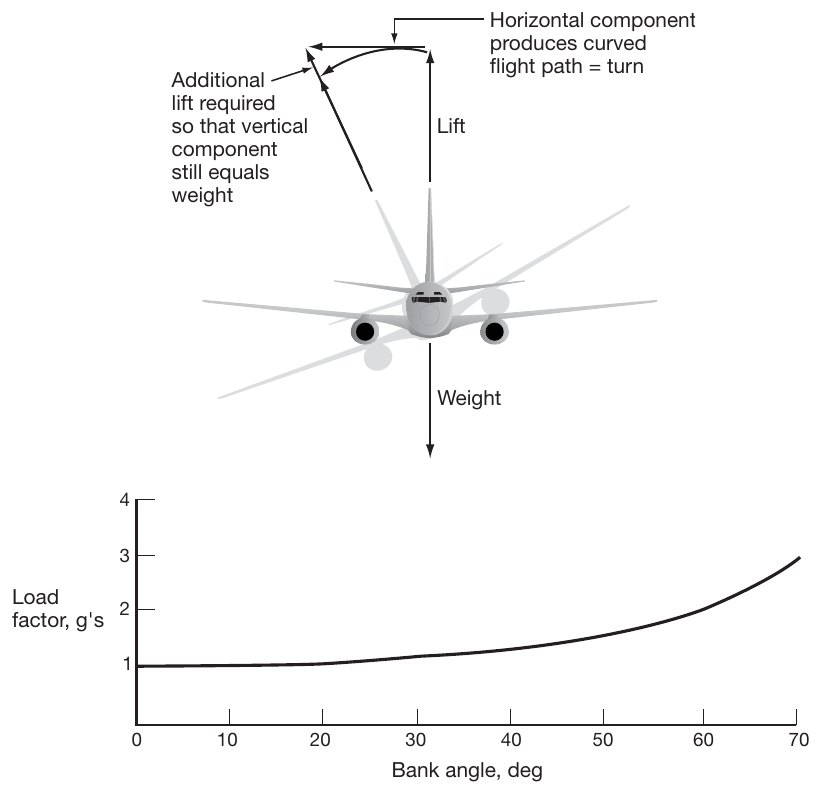 Horizontal component
produces curved
flight path = turn
Additional
lift required
so that vertical
component
still equals
weight
Lift
Weight
4
3
Load
factor, g's
2
1
0
10
20
30
40
50
60
70
Bank angle, deg